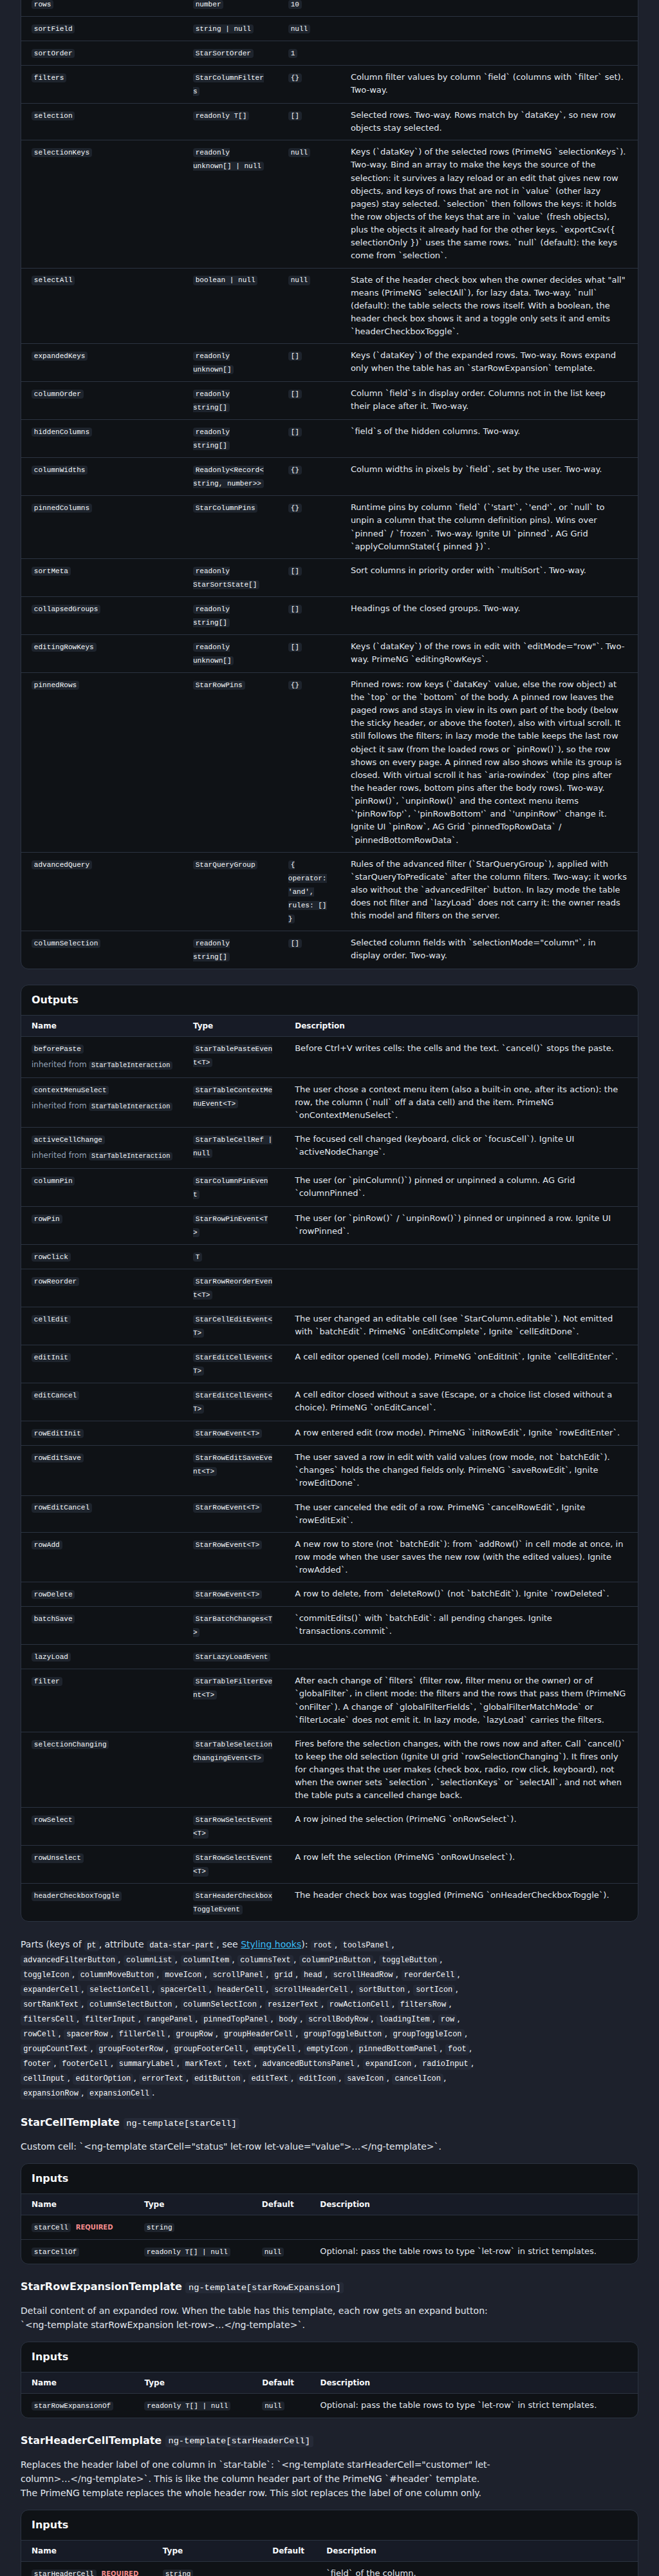 rows number 10
sortField string | null null
sortOrder StarSortOrder 1
filters StarColumnFilter {} Column filter values by column `field` (columns with `filter` set).
s Two-way.
selection readonly T[] [] Selected rows. Two-way. Rows match by `dataKey`, so new row
objects stay selected.
selectionKeys readonly null Keys (`dataKey`) of the selected rows (PrimeNG `selectionKeys`).
unknown[] | null Two-way. Bind an array to make the keys the source of the
selection: it survives a lazy reload or an edit that gives new row
objects, and keys of rows that are not in `value` (other lazy
pages) stay selected. `selection` then follows the keys: it holds
the row objects of the keys that are in `value` (fresh objects),
plus the objects it already had for the other keys. `exportCsv({
selectionOnly })` uses the same rows. `null` (default): the keys
come from `selection`.
selectAll boolean | null null State of the header check box when the owner decides what "all"
means (PrimeNG `selectAll`), for lazy data. Two-way. `null`
(default): the table selects the rows itself. With a boolean, the
header check box shows it and a toggle only sets it and emits
`headerCheckboxToggle`.
expandedKeys readonly [] Keys (`dataKey`) of the expanded rows. Two-way. Rows expand
unknown[] only when the table has an `starRowExpansion` template.
columnOrder readonly [] Column `field`s in display order. Columns not in the list keep
string[] their place after it. Two-way.
hiddenColumns readonly [] `field`s of the hidden columns. Two-way.
string[]
columnWidths Readonly<Record< {} Column widths in pixels by `field`, set by the user. Two-way.
string, number>>
pinnedColumns StarColumnPins {} Runtime pins by column `field` (`'start'`, `'end'`, or `null` to
unpin a column that the column definition pins). Wins over
`pinned` / `frozen`. Two-way. Ignite UI `pinned`, AG Grid
`applyColumnState({ pinned })`.
sortMeta readonly [] Sort columns in priority order with `multiSort`. Two-way.
StarSortState[]
collapsedGroups readonly [] Headings of the closed groups. Two-way.
string[]
editingRowKeys readonly [] Keys (`dataKey`) of the rows in edit with `editMode="row"`. Two-
unknown[] way. PrimeNG `editingRowKeys`.
pinnedRows StarRowPins {} Pinned rows: row keys (`dataKey` value, else the row object) at
the `top` or the `bottom` of the body. A pinned row leaves the
paged rows and stays in view in its own part of the body (below
the sticky header, or above the footer), also with virtual scroll. It
still follows the filters; in lazy mode the table keeps the last row
object it saw (from the loaded rows or `pinRow()`), so the row
shows on every page. A pinned row also shows while its group is
closed. With virtual scroll it has `aria-rowindex` (top pins after
the header rows, bottom pins after the body rows). Two-way.
`pinRow()`, `unpinRow()` and the context menu items
`'pinRowTop'`, `'pinRowBottom'` and `'unpinRow'` change it.
Ignite UI `pinRow`, AG Grid `pinnedTopRowData` /
`pinnedBottomRowData`.
advancedQuery StarQueryGroup { Rules of the advanced filter (`StarQueryGroup`), applied with
operator: `starQueryToPredicate` after the column filters. Two-way; it works
'and', also without the `advancedFilter` button. In lazy mode the table
rules: [] does not filter and `lazyLoad` does not carry it: the owner reads
} this model and filters on the server.
columnSelection readonly [] Selected column fields with `selectionMode="column"`, in
string[] display order. Two-way.
Outputs
Name Type Description
beforePaste StarTablePasteEven Before Ctrl+V writes cells: the cells and the text. `cancel()` stops the paste.
inherited from StarTableInteraction t<T>
contextMenuSelect StarTableContextMe The user chose a context menu item (also a built-in one, after its action): the
inherited from StarTableInteraction nuEvent<T> row, the column (`null` off a data cell) and the item. PrimeNG
`onContextMenuSelect`.
activeCellChange StarTableCellRef | The focused cell changed (keyboard, click or `focusCell`). Ignite UI
inherited from StarTableInteraction null `activeNodeChange`.
columnPin StarColumnPinEven The user (or `pinColumn()`) pinned or unpinned a column. AG Grid
t `columnPinned`.
rowPin StarRowPinEvent<T The user (or `pinRow()` / `unpinRow()`) pinned or unpinned a row. Ignite UI
> `rowPinned`.
rowClick T
rowReorder StarRowReorderEven
t<T>
cellEdit StarCellEditEvent< The user changed an editable cell (see `StarColumn.editable`). Not emitted
T> with `batchEdit`. PrimeNG `onEditComplete`, Ignite `cellEditDone`.
editInit StarEditCellEvent< A cell editor opened (cell mode). PrimeNG `onEditInit`, Ignite `cellEditEnter`.
T>
editCancel StarEditCellEvent< A cell editor closed without a save (Escape, or a choice list closed without a
T> choice). PrimeNG `onEditCancel`.
rowEditInit StarRowEvent<T> A row entered edit (row mode). PrimeNG `initRowEdit`, Ignite `rowEditEnter`.
rowEditSave StarRowEditSaveEve The user saved a row in edit with valid values (row mode, not `batchEdit`).
nt<T> `changes` holds the changed fields only. PrimeNG `saveRowEdit`, Ignite
`rowEditDone`.
rowEditCancel StarRowEvent<T> The user canceled the edit of a row. PrimeNG `cancelRowEdit`, Ignite
`rowEditExit`.
rowAdd StarRowEvent<T> A new row to store (not `batchEdit`): from `addRow()` in cell mode at once, in
row mode when the user saves the new row (with the edited values). Ignite
`rowAdded`.
rowDelete StarRowEvent<T> A row to delete, from `deleteRow()` (not `batchEdit`). Ignite `rowDeleted`.
batchSave StarBatchChanges<T `commitEdits()` with `batchEdit`: all pending changes. Ignite
> `transactions.commit`.
lazyLoad StarLazyLoadEvent
filter StarTableFilterEve After each change of `filters` (filter row, filter menu or the owner) or of
nt<T> `globalFilter`, in client mode: the filters and the rows that pass them (PrimeNG
`onFilter`). A change of `globalFilterFields`, `globalFilterMatchMode` or
`filterLocale` does not emit it. In lazy mode, `lazyLoad` carries the filters.
selectionChanging StarTableSelection Fires before the selection changes, with the rows now and after. Call `cancel()`
ChangingEvent<T> to keep the old selection (Ignite UI grid `rowSelectionChanging`). It fires only
for changes that the user makes (check box, radio, row click, keyboard), not
when the owner sets `selection`, `selectionKeys` or `selectAll`, and not when
the table puts a cancelled change back.
rowSelect StarRowSelectEvent A row joined the selection (PrimeNG `onRowSelect`).
<T>
rowUnselect StarRowSelectEvent A row left the selection (PrimeNG `onRowUnselect`).
<T>
headerCheckboxToggle StarHeaderCheckbox The header check box was toggled (PrimeNG `onHeaderCheckboxToggle`).
ToggleEvent
Parts (keys of pt, attribute data-star-part, see Styling hooks): root, toolsPanel,
advancedFilterButton, columnList, columnItem, columnsText, columnPinButton, toggleButton,
toggleIcon, columnMoveButton, moveIcon, scrollPanel, grid, head, scrollHeadRow, reorderCell,
expanderCell, selectionCell, spacerCell, headerCell, scrollHeaderCell, sortButton, sortIcon,
sortRankText, columnSelectButton, columnSelectIcon, resizerText, rowActionCell, filtersRow,
filtersCell, filterInput, rangePanel, pinnedTopPanel, body, scrollBodyRow, loadingItem, row,
rowCell, spacerRow, fillerCell, groupRow, groupHeaderCell, groupToggleButton, groupToggleIcon,
groupCountText, groupFooterRow, groupFooterCell, emptyCell, emptyIcon, pinnedBottomPanel, foot,
footer, footerCell, summaryLabel, markText, text, advancedButtonsPanel, expandIcon, radioInput,
cellInput, editorOption, errorText, editButton, editText, editIcon, saveIcon, cancelIcon,
expansionRow, expansionCell.
StarCellTemplate ng-template[starCell]
Custom cell: `<ng-template starCell="status" let-row let-value="value">…</ng-template>`.
Inputs
Name Type Default Description
starCell REQUIRED string
starCellOf readonly T[] | null null Optional: pass the table rows to type `let-row` in strict templates.
StarRowExpansionTemplate ng-template[starRowExpansion]
Detail content of an expanded row. When the table has this template, each row gets an expand button:
`<ng-template starRowExpansion let-row>…</ng-template>`.
Inputs
Name Type Default Description
starRowExpansionOf readonly T[] | null null Optional: pass the table rows to type `let-row` in strict templates.
StarHeaderCellTemplate ng-template[starHeaderCell]
Replaces the header label of one column in `star-table`: `<ng-template starHeaderCell="customer" let-
column>…</ng-template>`. This is like the column header part of the PrimeNG `#header` template.
The PrimeNG template replaces the whole header row. This slot replaces the label of one column only.
Inputs
Name Type Default Description
starHeaderCell REQUIRED string `field` of the column.